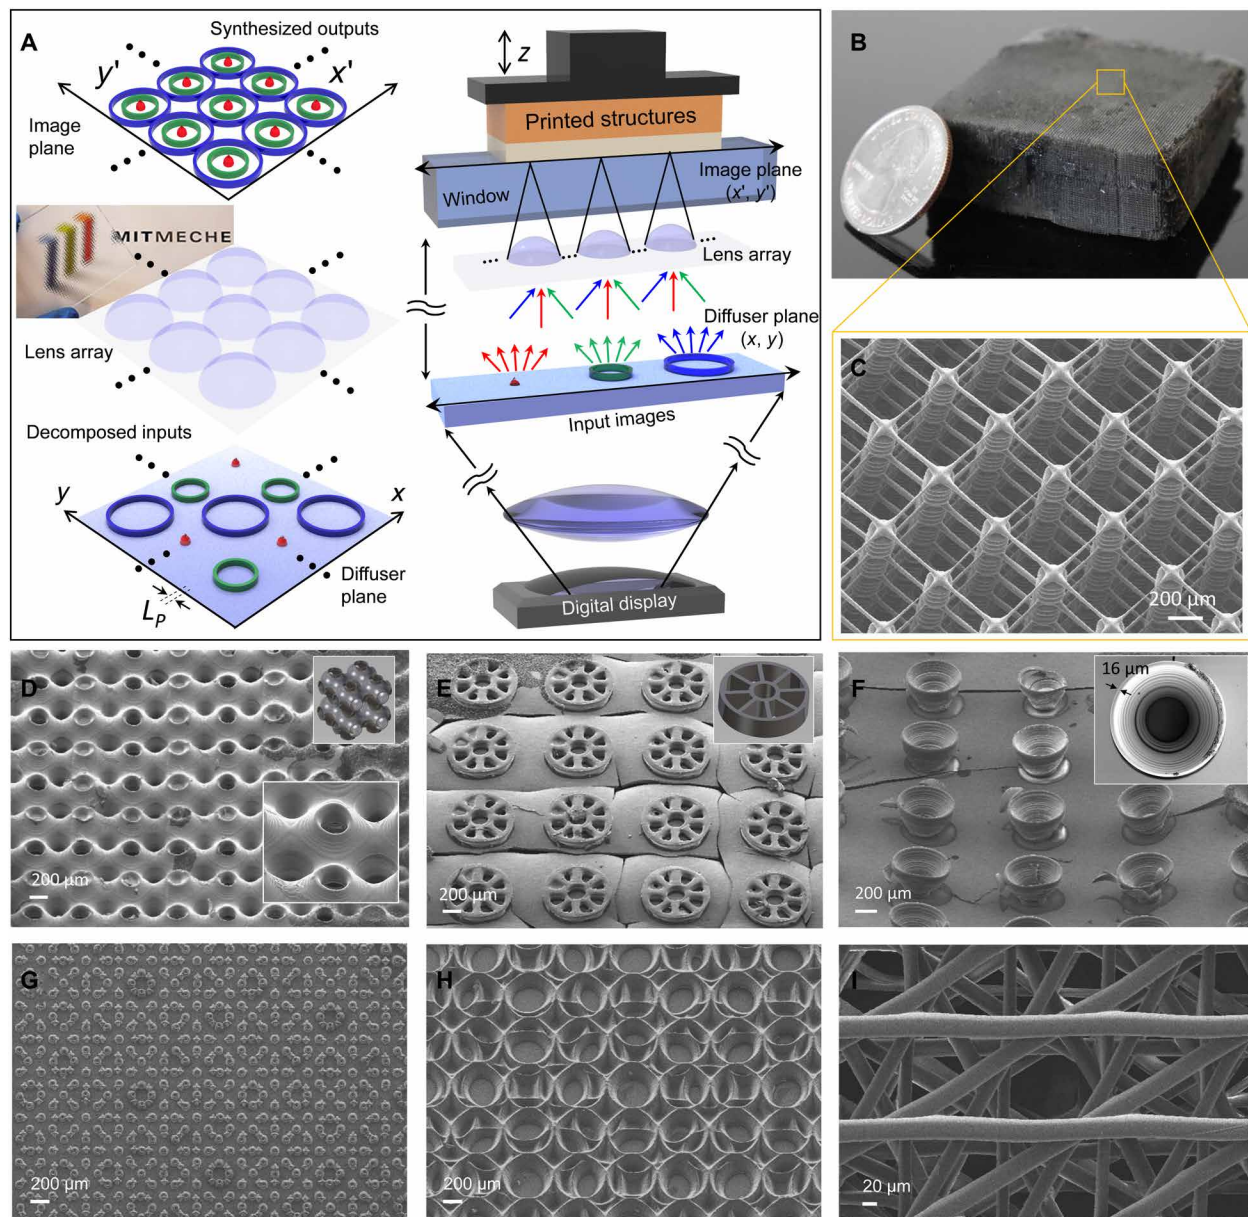 A
Synthesized outputs
y'
x'
Image
plane
MITMECHE
Lens array
Decomposed inputs
y
x
Diffuser
plane
L_P
z
Printed structures
Image plane
(x', y')
Window
Lens array
Diffuser plane
(x, y)
Input images
Digital display
B
C
200 µm
D
200 µm
E
200 µm
F
16 µm
200 µm
G
200 µm
H
200 µm
I
20 µm